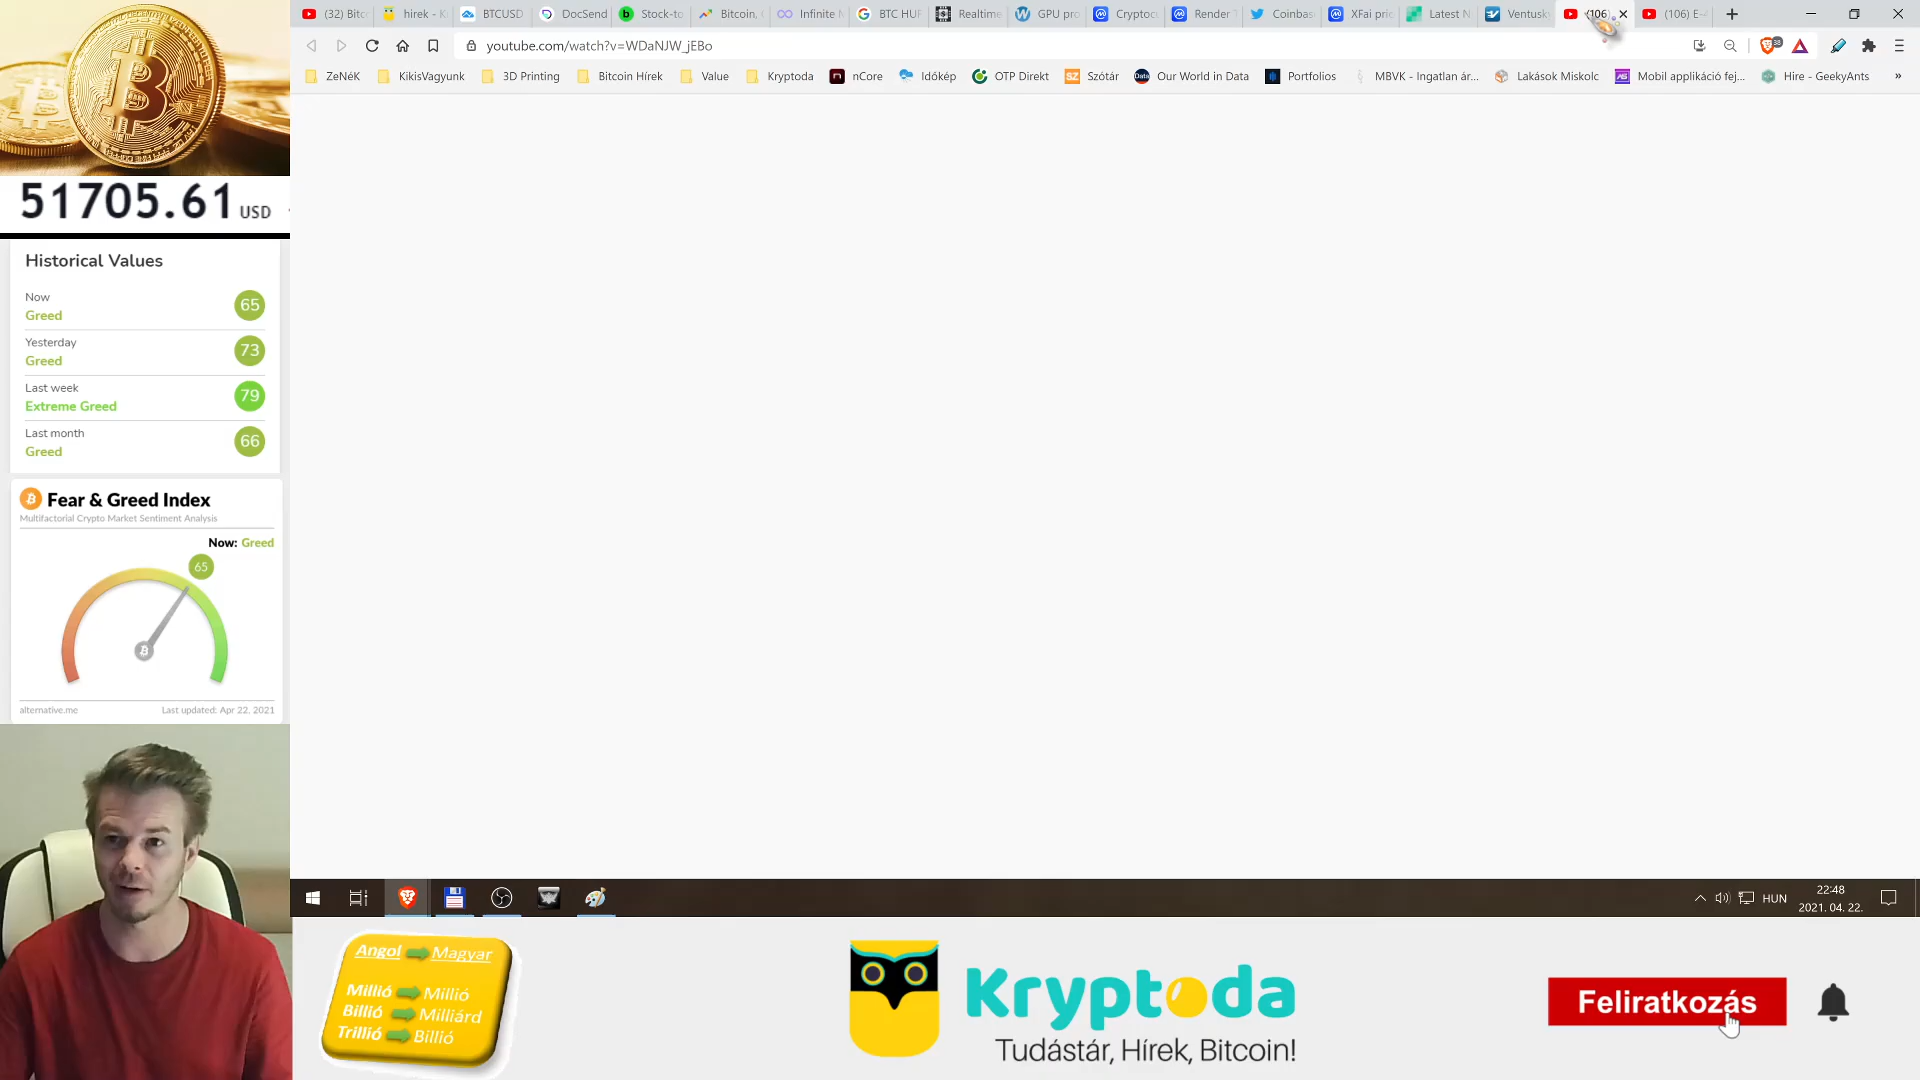 (32) Bitc
hirek - K
BTCUSD
DocSend
Stock-to
Bitcoin,
Infinite
BTC HUF
Realtime
GPU pro
Cryptoc
Render
Coinbas
XFai pri
Latest N
Ventusky
(106)
(106) E-
youtube.com/watch?v=WDaNJW_jEBo
ZeNéK
KikisVagyunk
3D Printing
Bitcoin Hírek
Value
Kryptoda
nCore
Időkép
OTP Direkt
Szótár
Our World in Data
Portfolios
MBVK - Ingatlan ár...
Lakások Miskolc
Mobil applikáció fej...
Hire - GeekyAnts
»
51705.61 USD
Historical Values
Now
Greed
65
Yesterday
Greed
73
Last week
Extreme Greed
79
Last month
Greed
66
Fear & Greed Index
Multifactorial Crypto Market Sentiment Analysis
Now: Greed
65
alternative.me
Last updated: Apr 22, 2021
HUN
22:48
2021. 04. 22.
Angol Magyar
Millió Millió
Billió Milliárd
Trillió Billió
Kryptoda
Tudástár, Hírek, Bitcoin!
Feliratkozás